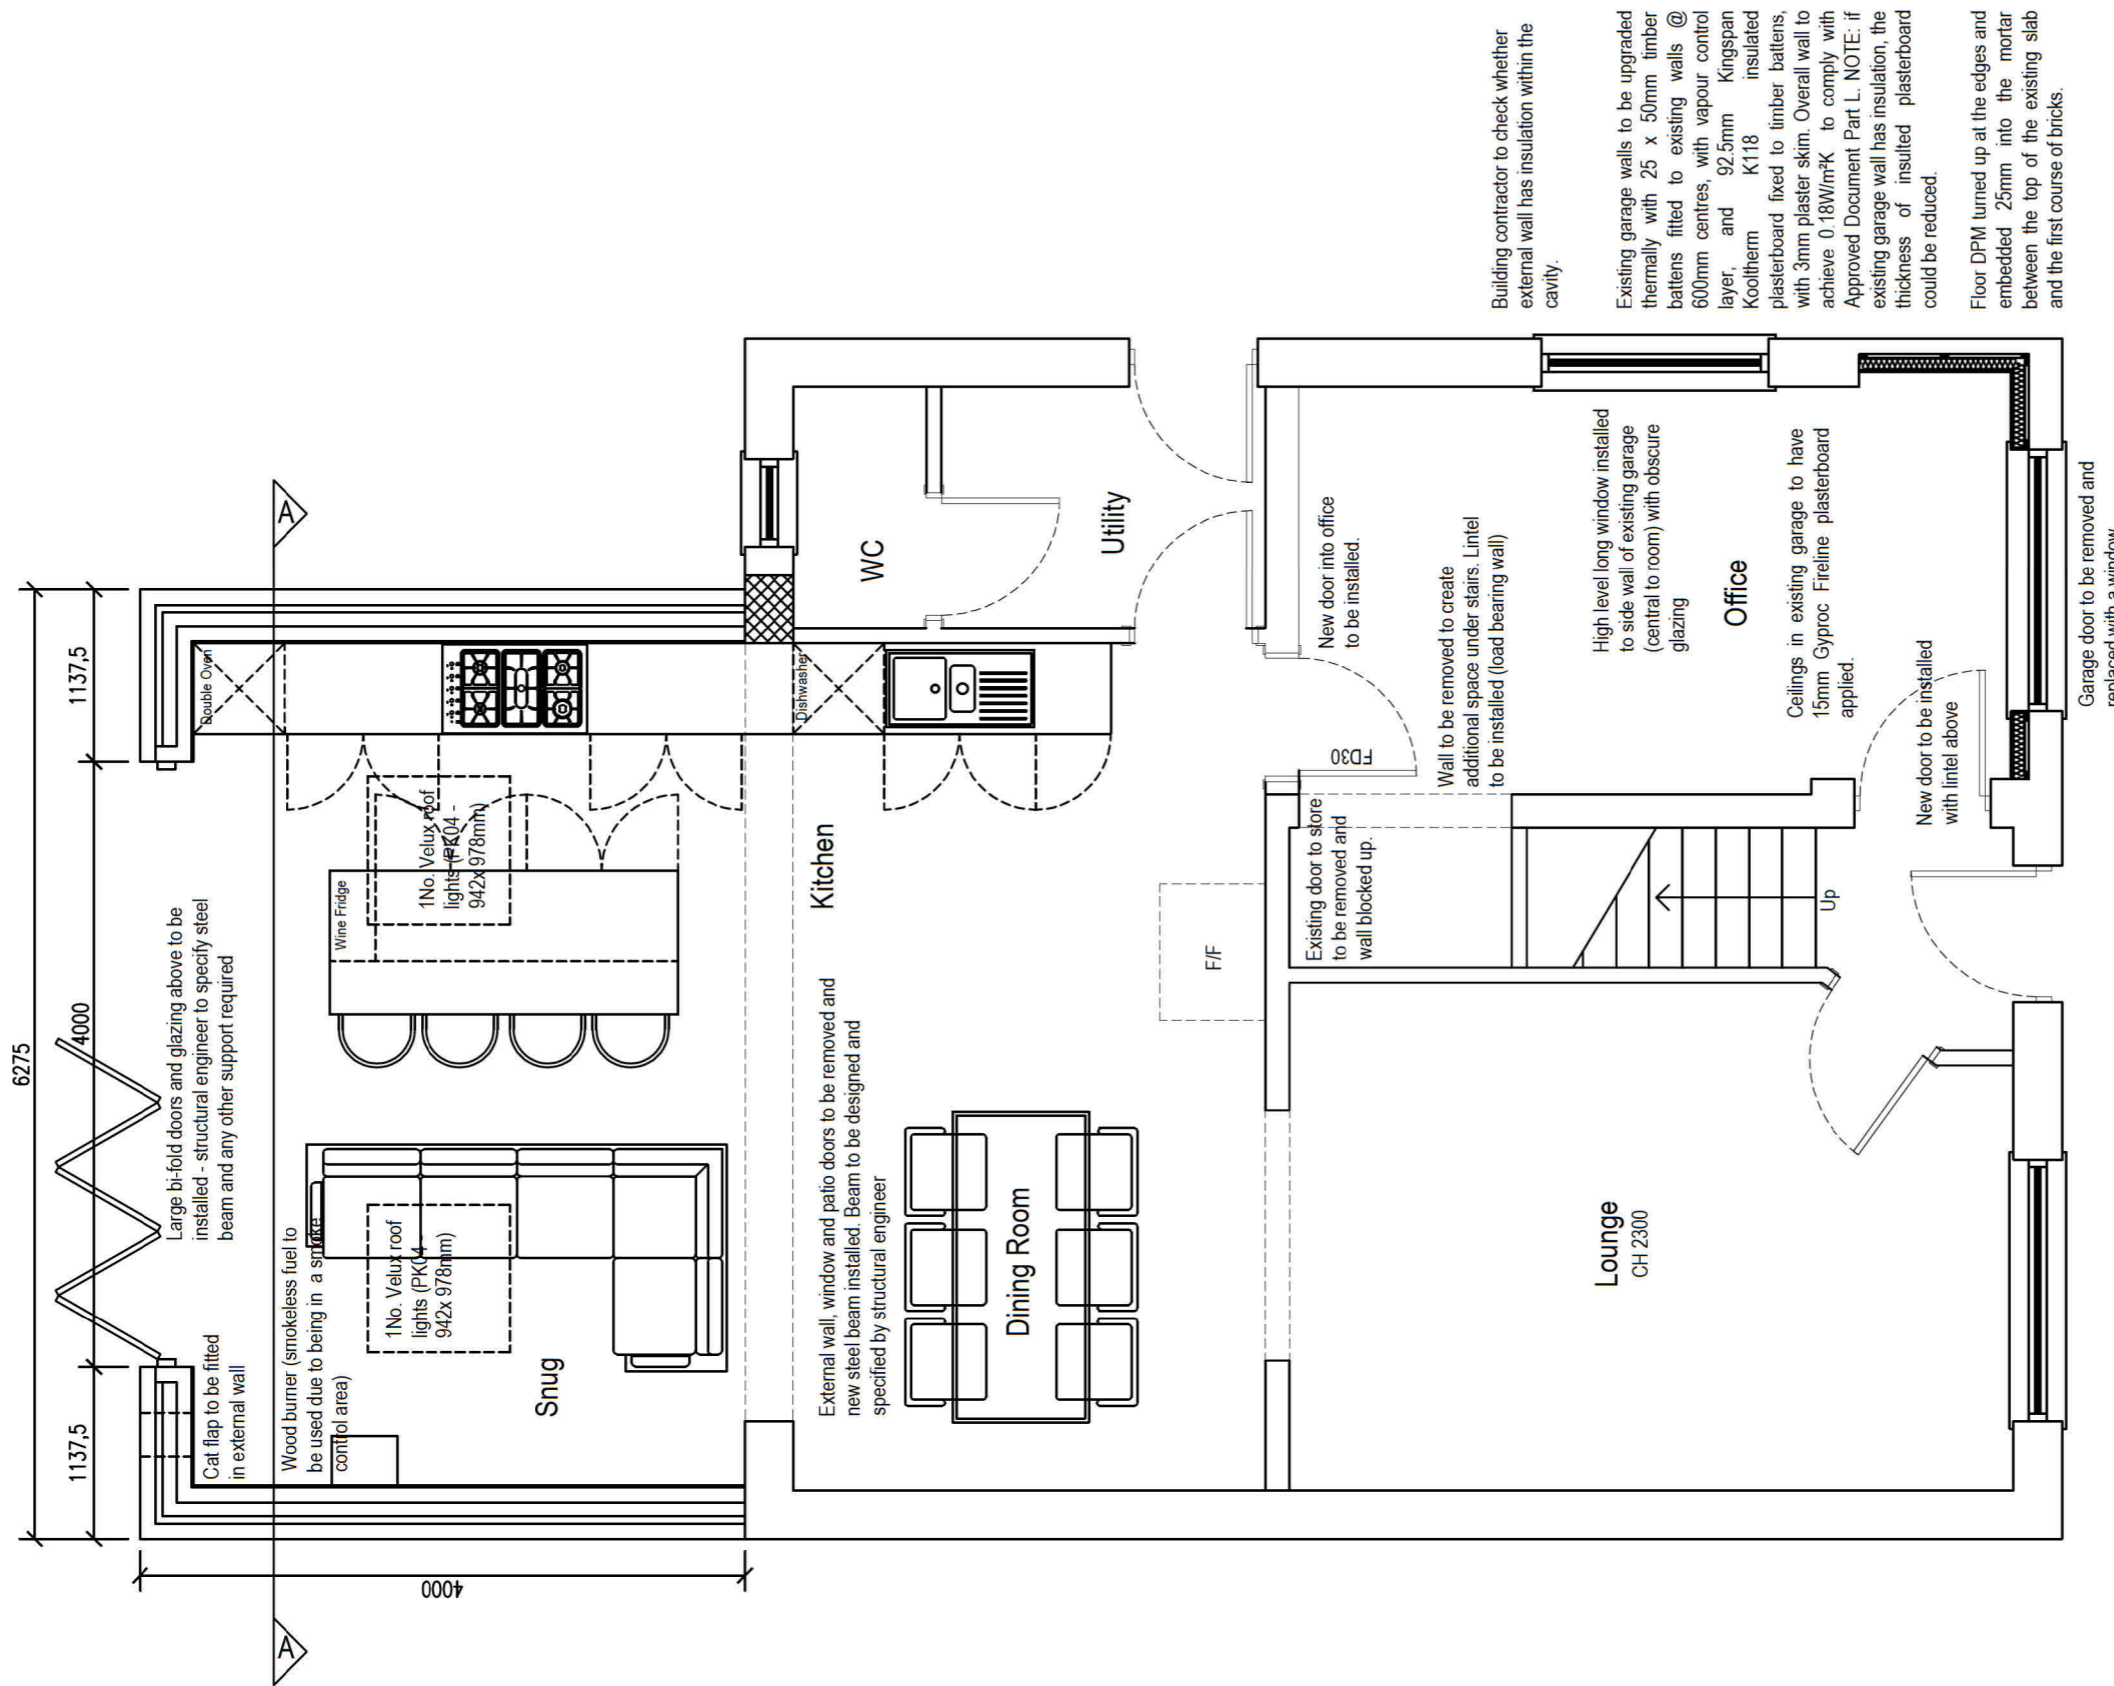 6275
1137,5
4000
1137,5
4000
A
A
Large bi-fold doors and glazing above to be
installed - structural engineer to specify steel
beam and any other support required
Cat flap to be fitted
in external wall
Wood burner (smokeless fuel to
be used due to being in a smoke
control area)
1No. Velux roof
lights (PK04 -
942x 978mm)
Snug
Wine Fridge
1No. Velux roof
lights (PK04 -
942x 978mm)
Double Oven
Dishwasher
Kitchen
External wall, window and patio doors to be removed and
new steel beam installed. Beam to be designed and
specified by structural engineer
Dining Room
F/F
WC
Utility
New door into office
to be installed.
FD30
Existing door to store
to be removed and
wall blocked up.
Wall to be removed to create
additional space under stairs. Lintel
to be installed (load bearing wall)
High level long window installed
to side wall of existing garage
(central to room) with obscure
glazing
Office
Ceilings in existing garage to have
15mm Gyproc Fireline plasterboard
applied.
New door to be installed
with lintel above
Up
Lounge
CH 2300
Garage door to be removed and
replaced with a window
Building contractor to check whether
external wall has insulation within the
cavity.
Existing garage walls to be upgraded
thermally with 25 x 50mm timber
battens fitted to existing walls @
600mm centres, with vapour control
layer, and 92.5mm Kingspan
Kooltherm K118 insulated
plasterboard fixed to timber battens,
with 3mm plaster skim. Overall wall to
achieve 0.18W/m²K to comply with
Approved Document Part L. NOTE: if
existing garage wall has insulation, the
thickness of insulted plasterboard
could be reduced.
Floor DPM turned up at the edges and
embedded 25mm into the mortar
between the top of the existing slab
and the first course of bricks.